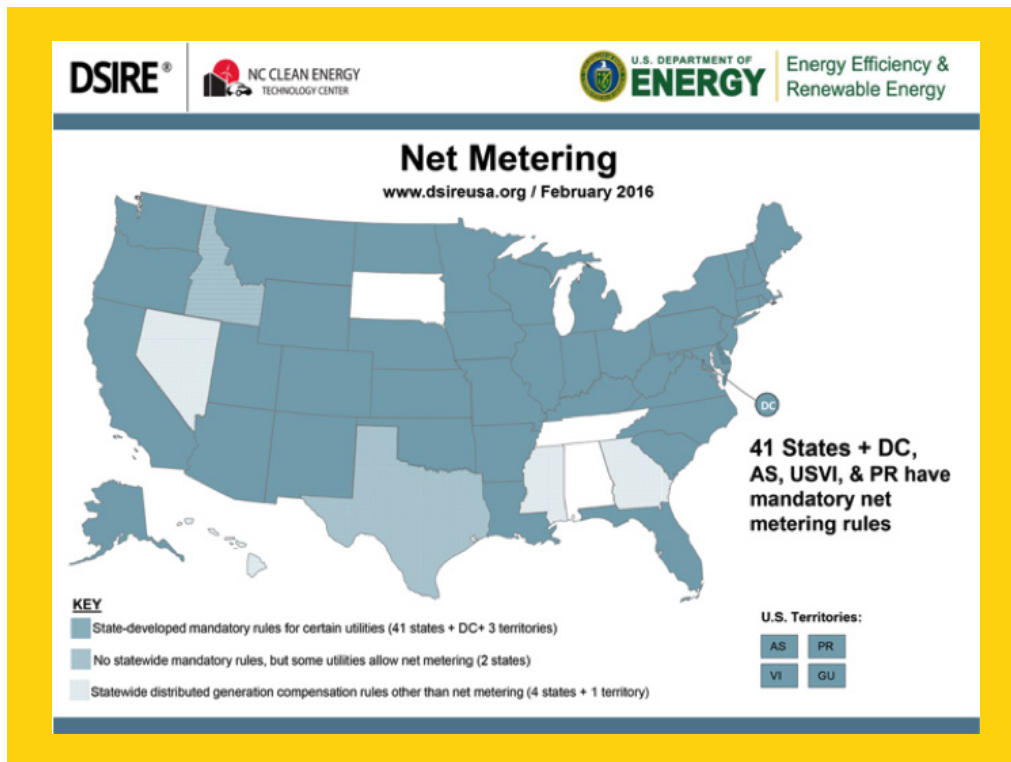 DSIRE®
NC CLEAN ENERGY
TECHNOLOGY CENTER
U.S. DEPARTMENT OF
ENERGY
Energy Efficiency &
Renewable Energy
Net Metering
www.dsireusa.org / February 2016
DC
41 States + DC,
AS, USVI, & PR have
mandatory net
metering rules
KEY
State-developed mandatory rules for certain utilities (41 states + DC+ 3 territories)
No statewide mandatory rules, but some utilities allow net metering (2 states)
Statewide distributed generation compensation rules other than net metering (4 states + 1 territory)
U.S. Territories:
AS PR
VI GU